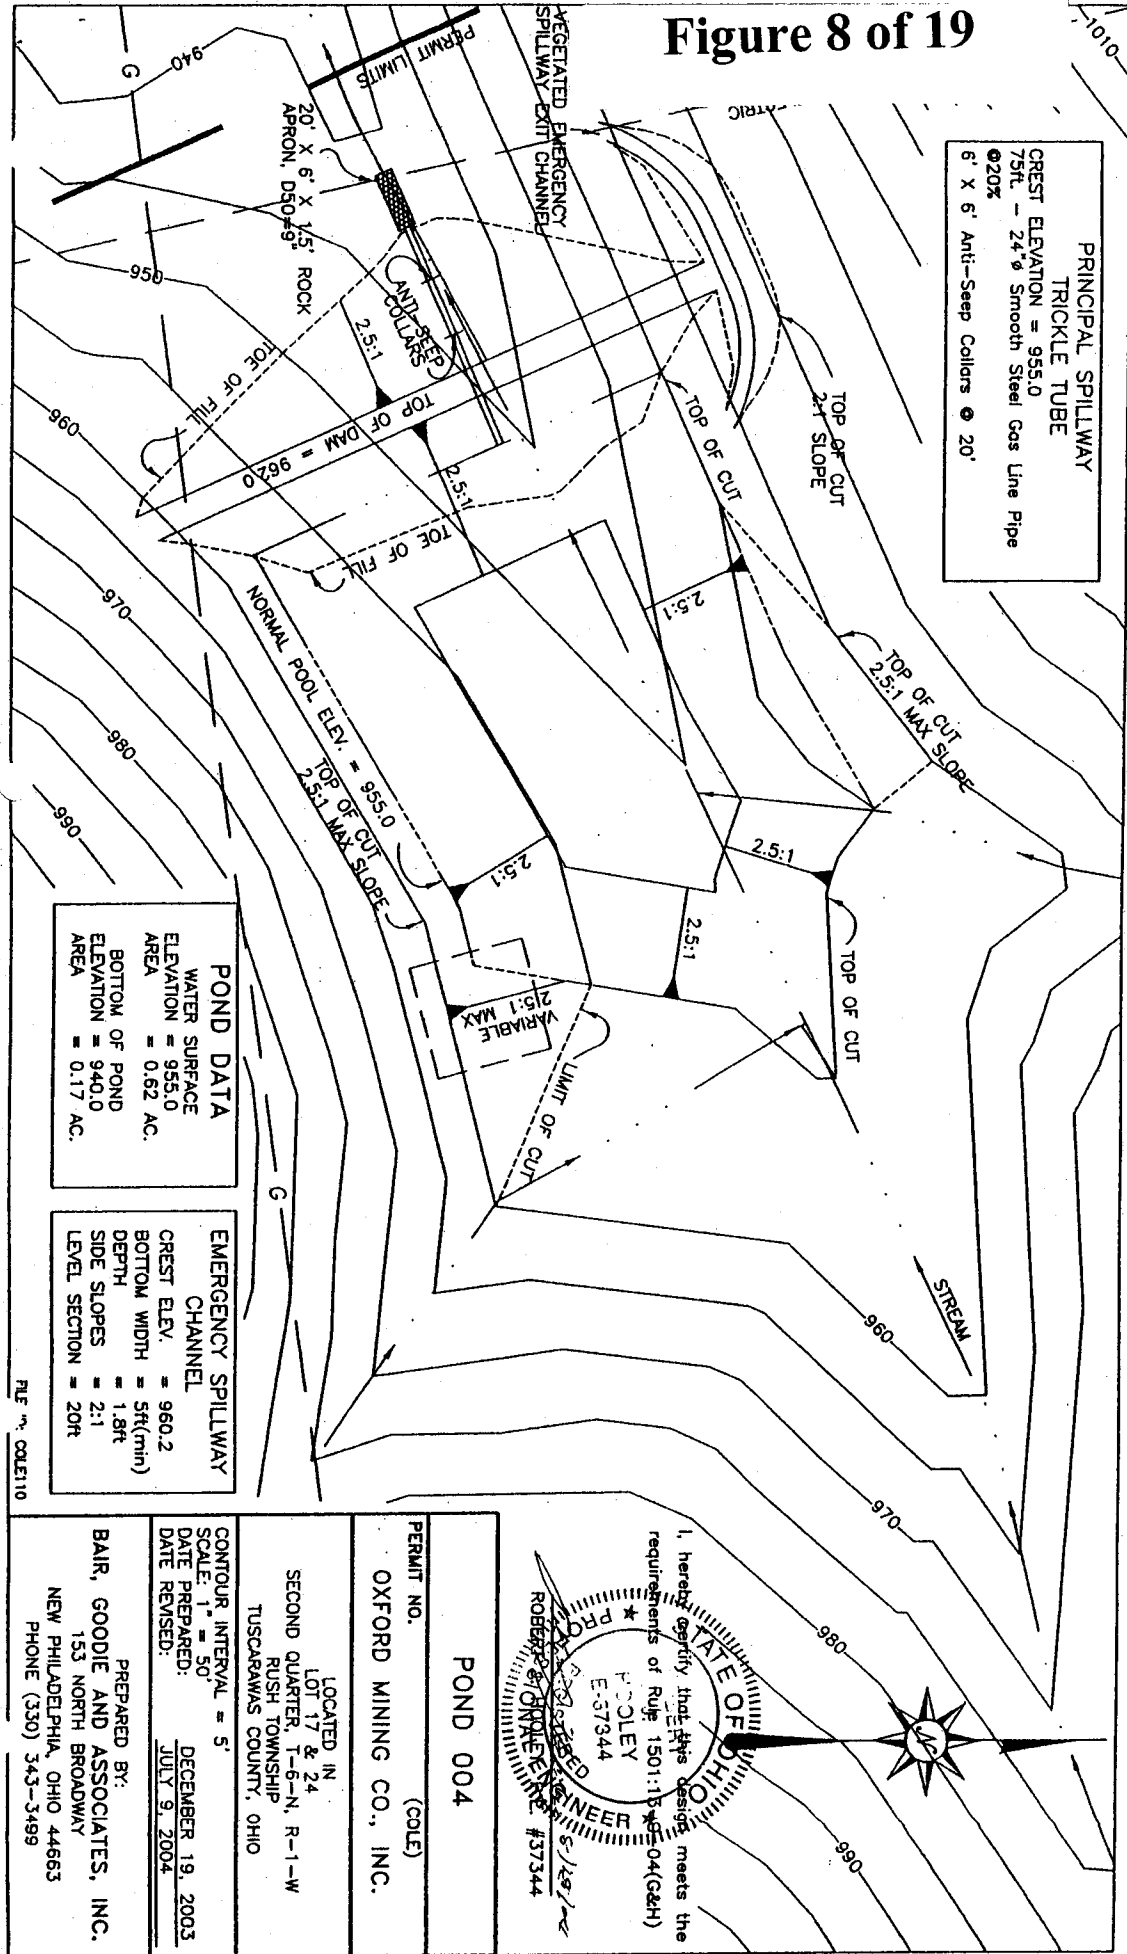 Figure 8 of 19
PRINCIPAL SPILLWAY
TRICKLE TUBE
CREST ELEVATION = 955.0
75ft. - 24"ø Smooth Steel Gas Line Pipe
@20%
6' X 6' Anti-Seep Collars @ 20'
1010
940
G
PERMIT LIMITS
VEGETATED EMERGENCY
SPILLWAY EXIT CHANNEL
20' X 6' X 1.5' ROCK
APRON, D50=9"
950
ANTI-SEEP
COLLARS
2.5:1
TOE OF FILL
TOP OF DAM = 962.0
2.5:1
TOE OF FILL
TOP OF CUT
TOP OF CUT
2:1 SLOPE
960
970
980
990
NORMAL POOL ELEV. = 955.0
TOP OF CUT
2.5:1 MAX SLOPE
2.5:1
TOP OF CUT
2.5:1 MAX SLOPE
2.5:1
2.5:1
2.5:1
TOP OF CUT
VARIABLE
2.5:1 MAX
LIMIT OF CUT
STREAM
960
970
980
990
G
N
POND DATA
WATER SURFACE
ELEVATION = 955.0
AREA = 0.62 AC.
BOTTOM OF POND
ELEVATION = 940.0
AREA = 0.17 AC.
EMERGENCY SPILLWAY
CHANNEL
CREST ELEV. = 960.2
BOTTOM WIDTH = 5ft(min)
DEPTH = 1.8ft
SIDE SLOPES = 2:1
LEVEL SECTION = 20ft
I, hereby certify that this design meets the
requirements of Rule 1501:13-9-04(G&H)
#37344
STATE OF OHIO
HOOLEY
E-37344
REGISTERED
PROFESSIONAL ENGINEER
POND 004
PERMIT NO. (COLE)
OXFORD MINING CO., INC.
LOCATED IN
LOT 17 & 24
SECOND QUARTER, T-6-N, R-1-W
RUSH TOWNSHIP
TUSCARAWAS COUNTY, OHIO
CONTOUR INTERVAL = 5'
SCALE: 1" = 50'
DATE PREPARED: DECEMBER 19, 2003
DATE REVISED: JULY 9, 2004
PREPARED BY:
BAIR, GOODIE AND ASSOCIATES, INC.
153 NORTH BROADWAY
NEW PHILADELPHIA, OHIO 44663
PHONE (330) 343-3499
FILE COLE110